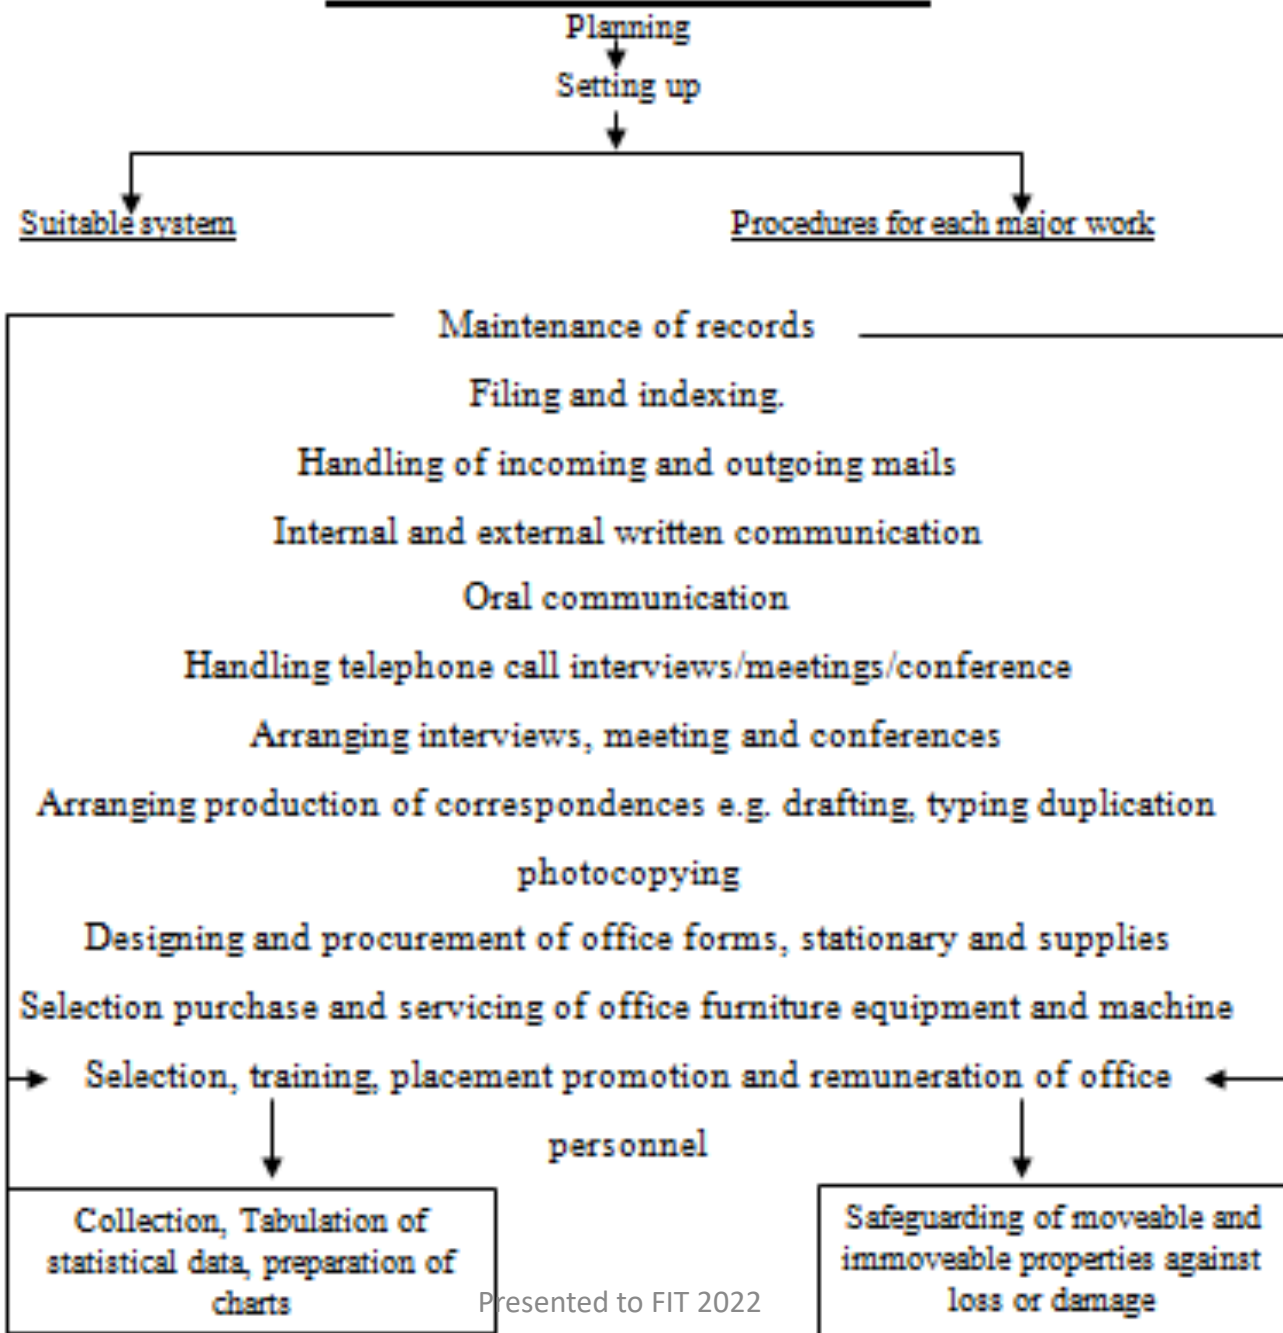 Planning
Setting up
Suitable system
Procedures for each major work
Maintenance of records
Filing and indexing.
Handling of incoming and outgoing mails
Internal and external written communication
Oral communication
Handling telephone call interviews/meetings/conference
Arranging interviews, meeting and conferences
Arranging production of correspondences e.g. drafting, typing duplication
photocopying
Designing and procurement of office forms, stationary and supplies
Selection purchase and servicing of office furniture equipment and machine
Selection, training, placement promotion and remuneration of office
personnel
Collection, Tabulation of
statistical data, preparation of
charts
Safeguarding of moveable and
immoveable properties against
loss or damage
Presented to FIT 2022